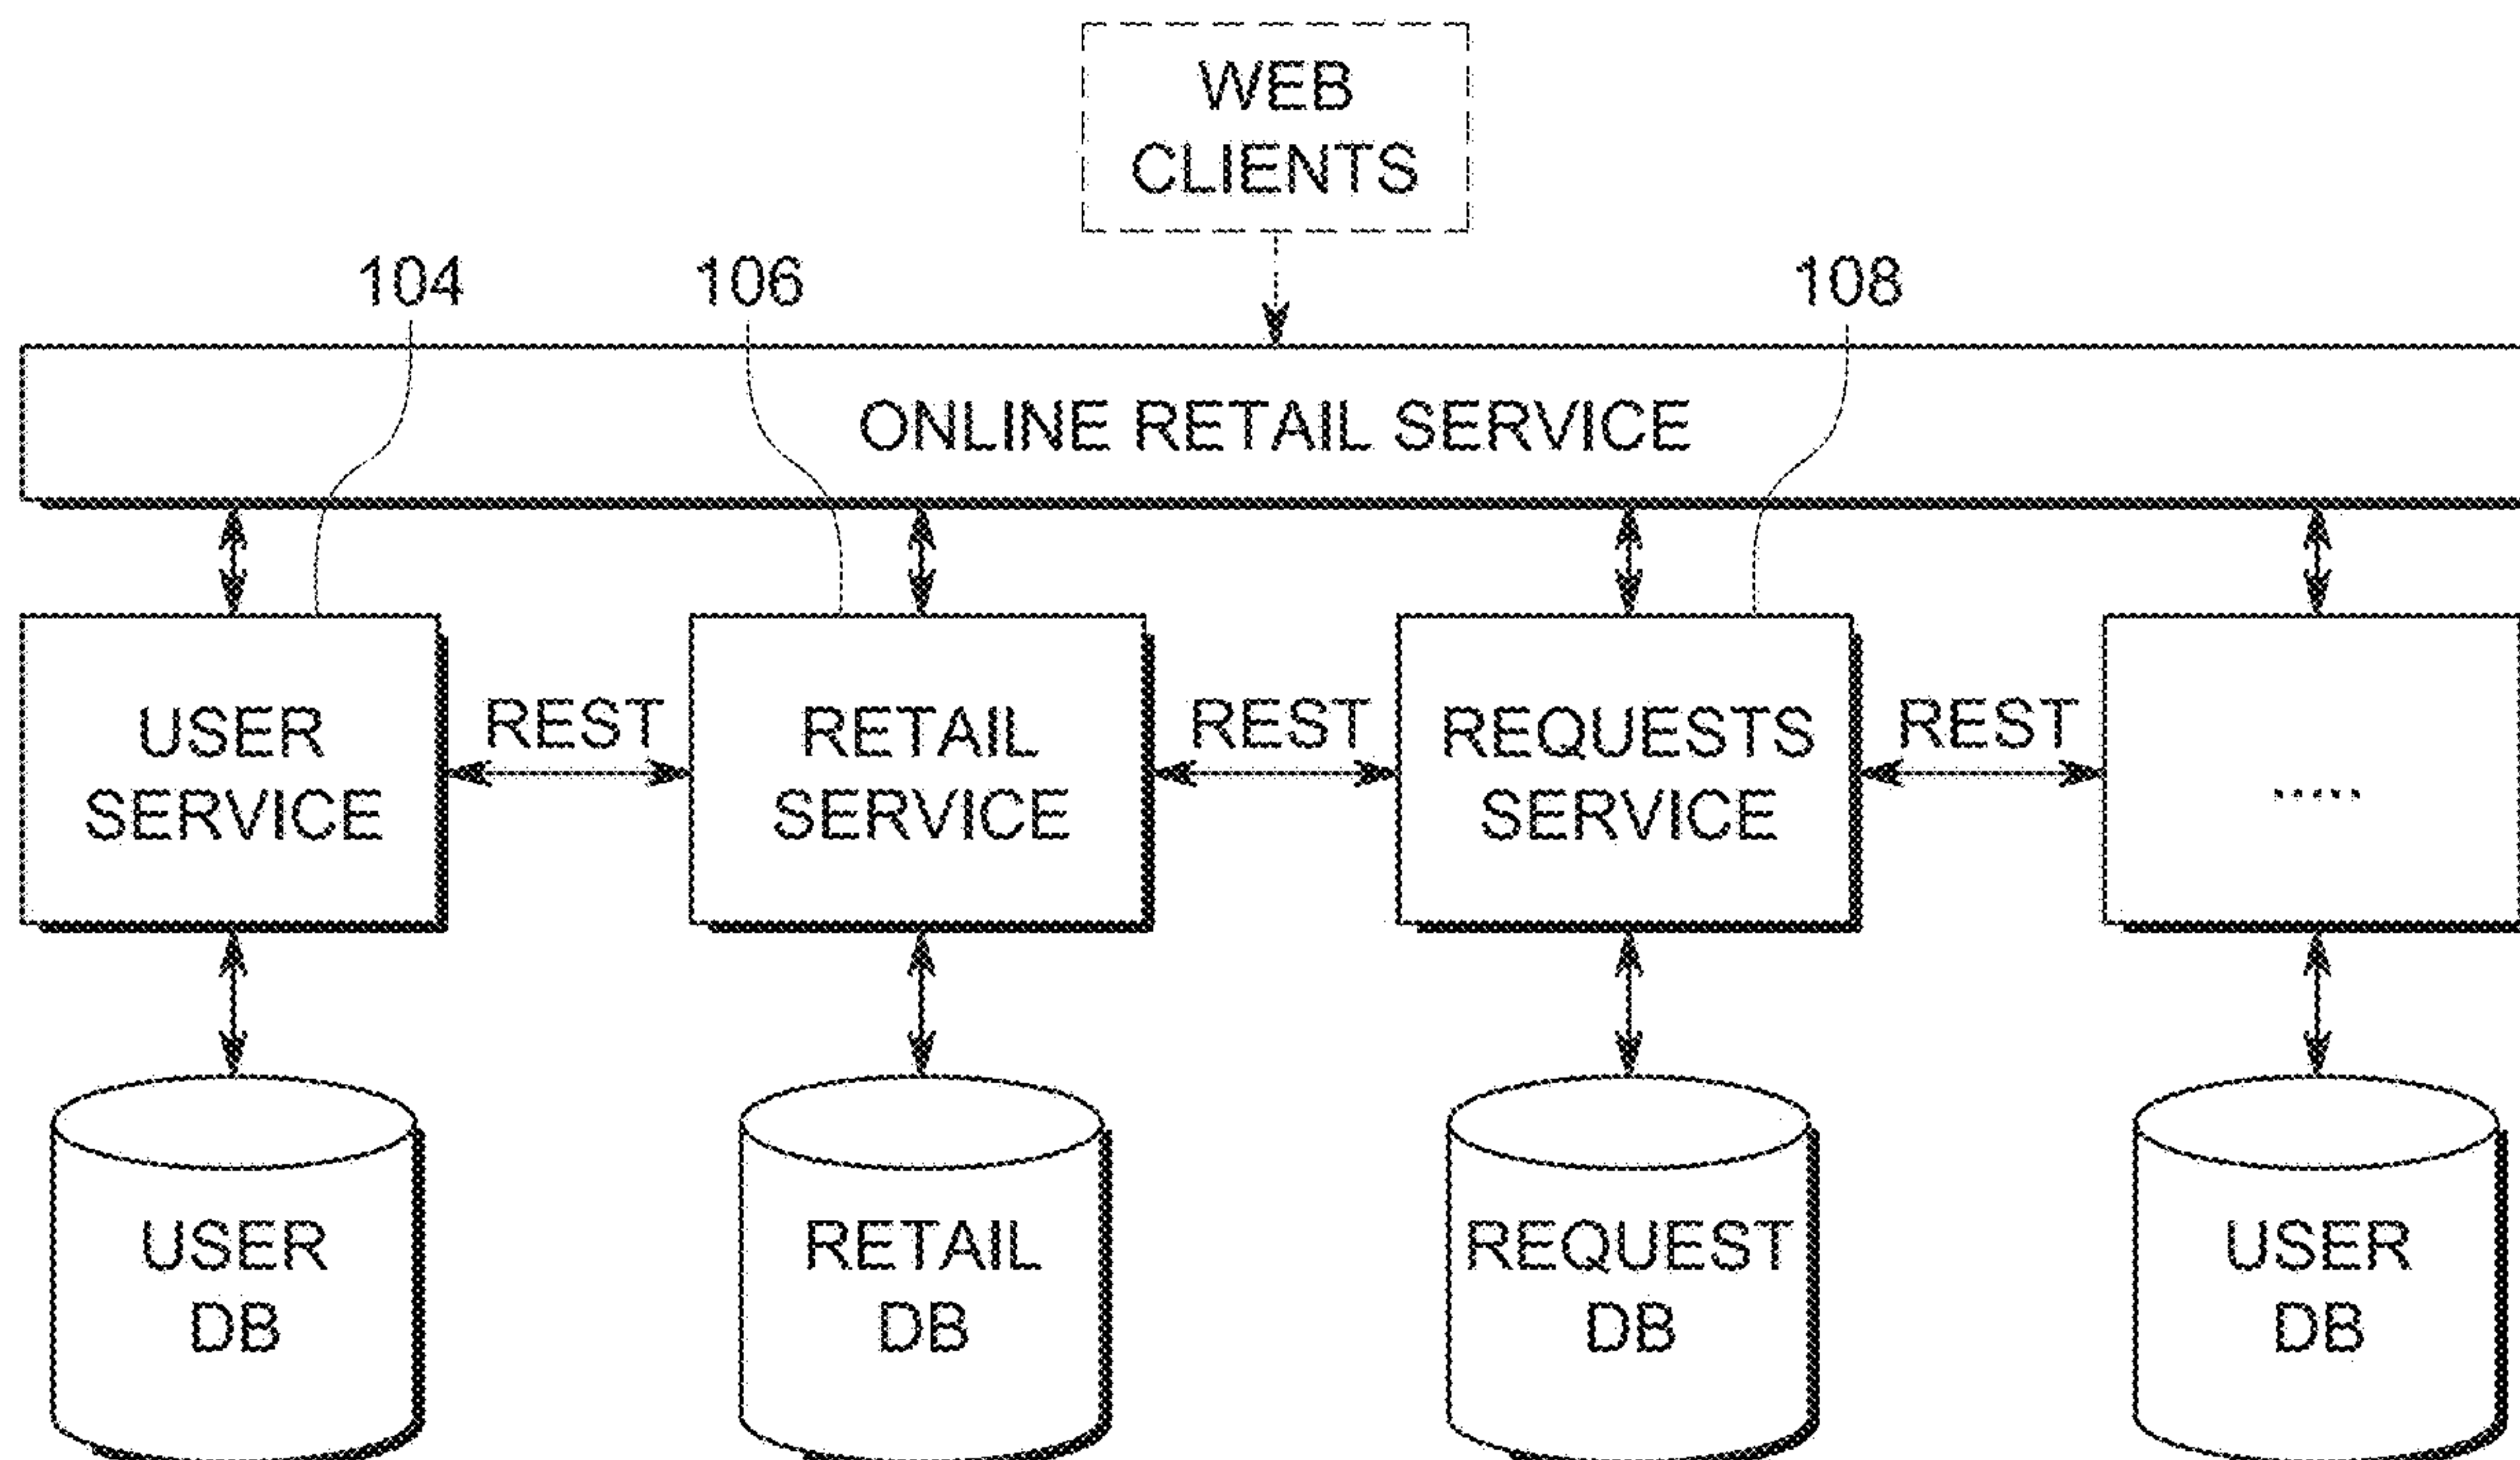 WEB
CLIENTS
104
106
108
ONLINE RETAIL SERVICE
USER
SERVICE
REST
RETAIL
SERVICE
REST
REQUESTS
SERVICE
REST
.....
USER
DB
RETAIL
DB
REQUEST
DB
USER
DB